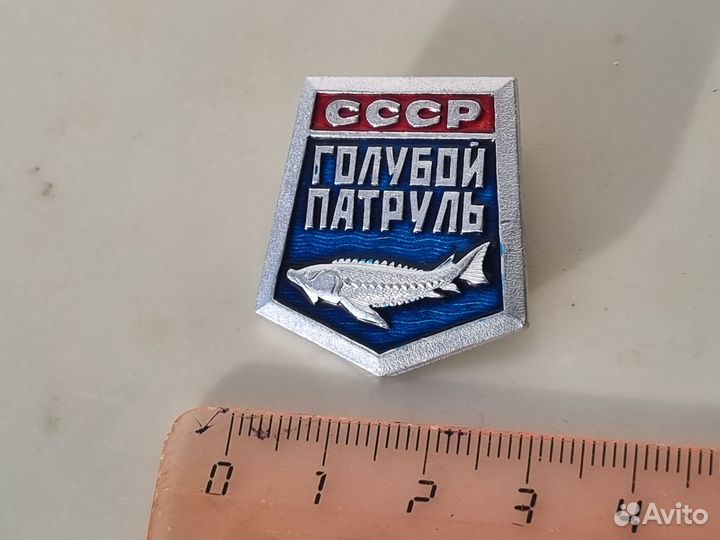 СССР
ГОЛУБОЙ
ПАТРУЛЬ
0 1 2 3 4
Avito